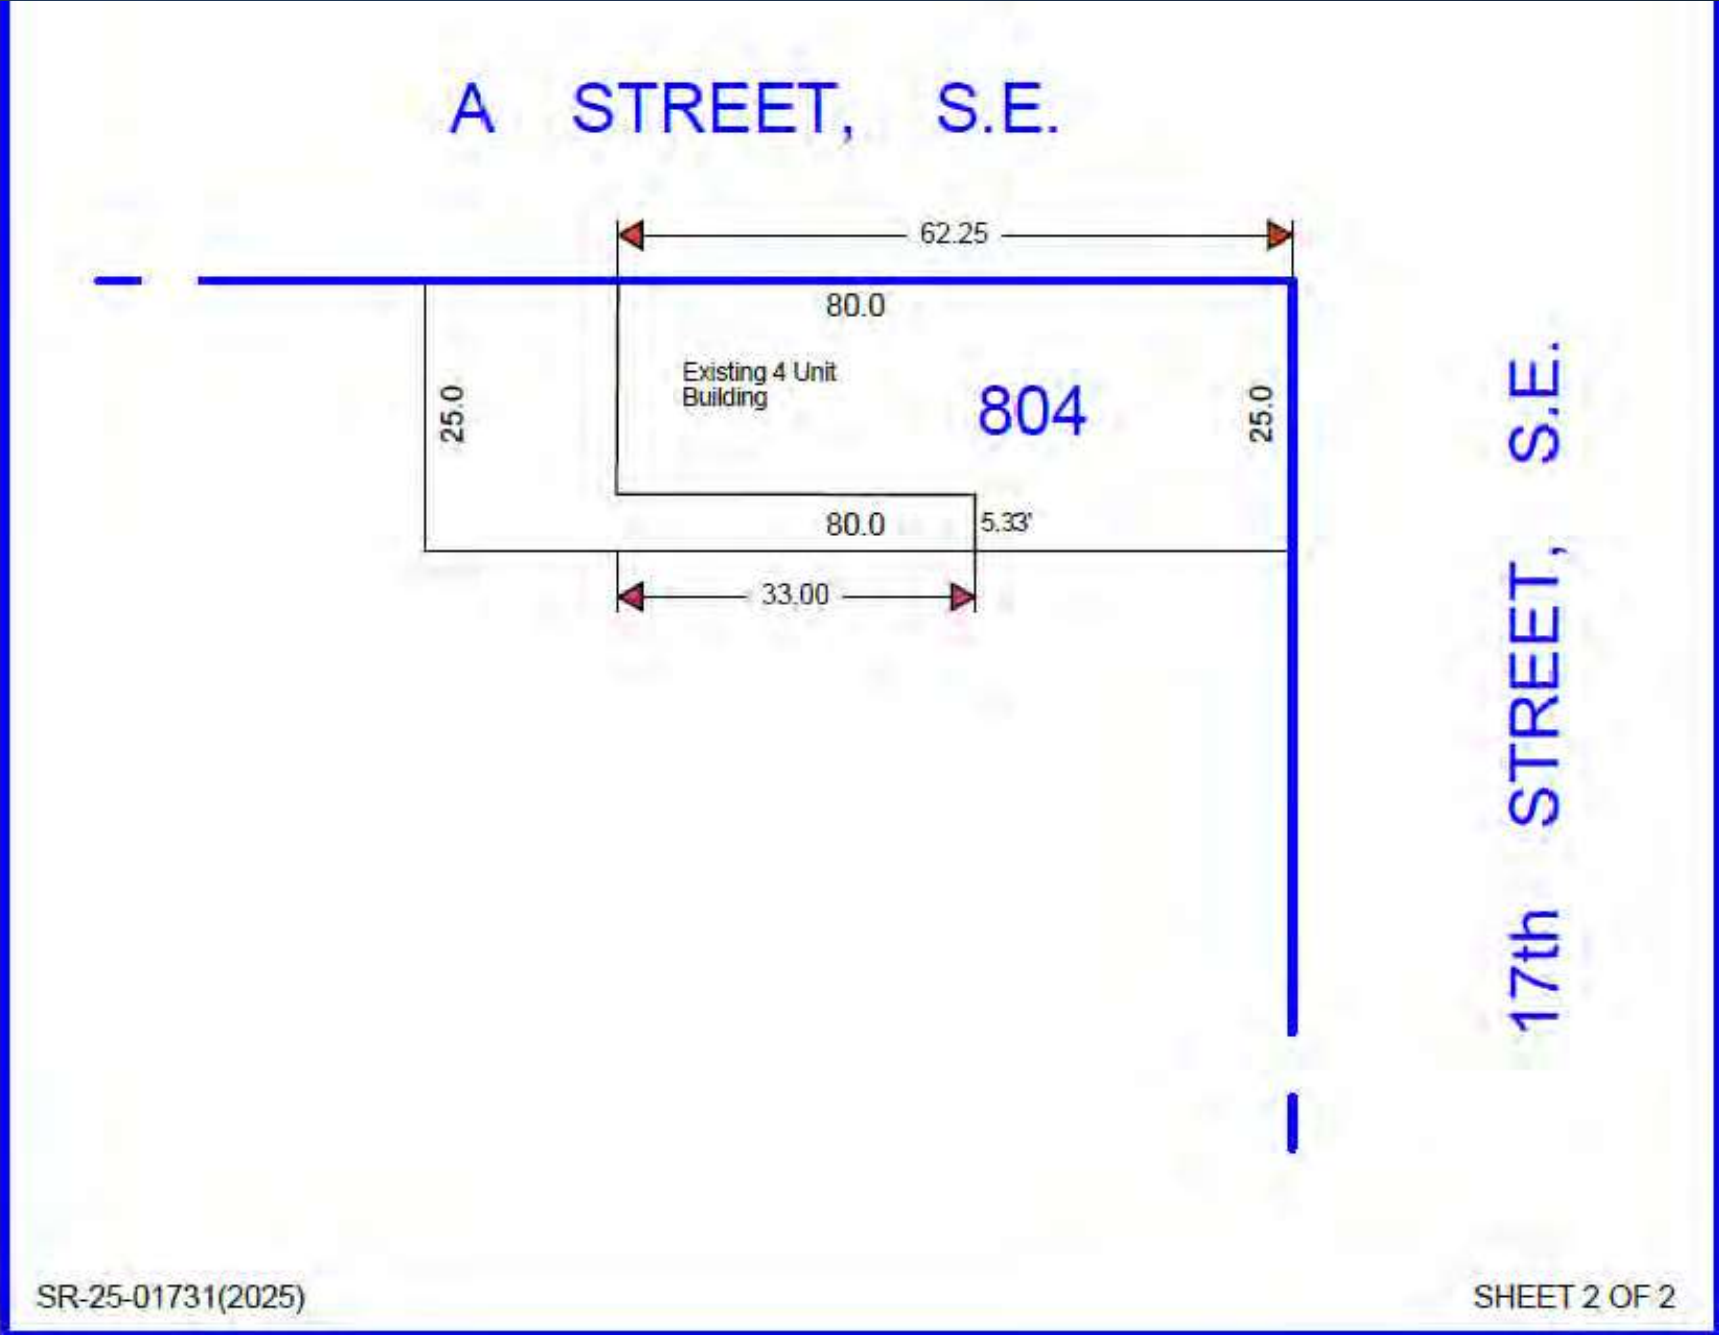 A STREET, S.E.
62.25
80.0
Existing 4 Unit
Building
804
25.0
25.0
80.0
5.33'
33.00
17th STREET, S.E.
SR-25-01731(2025)
SHEET 2 OF 2